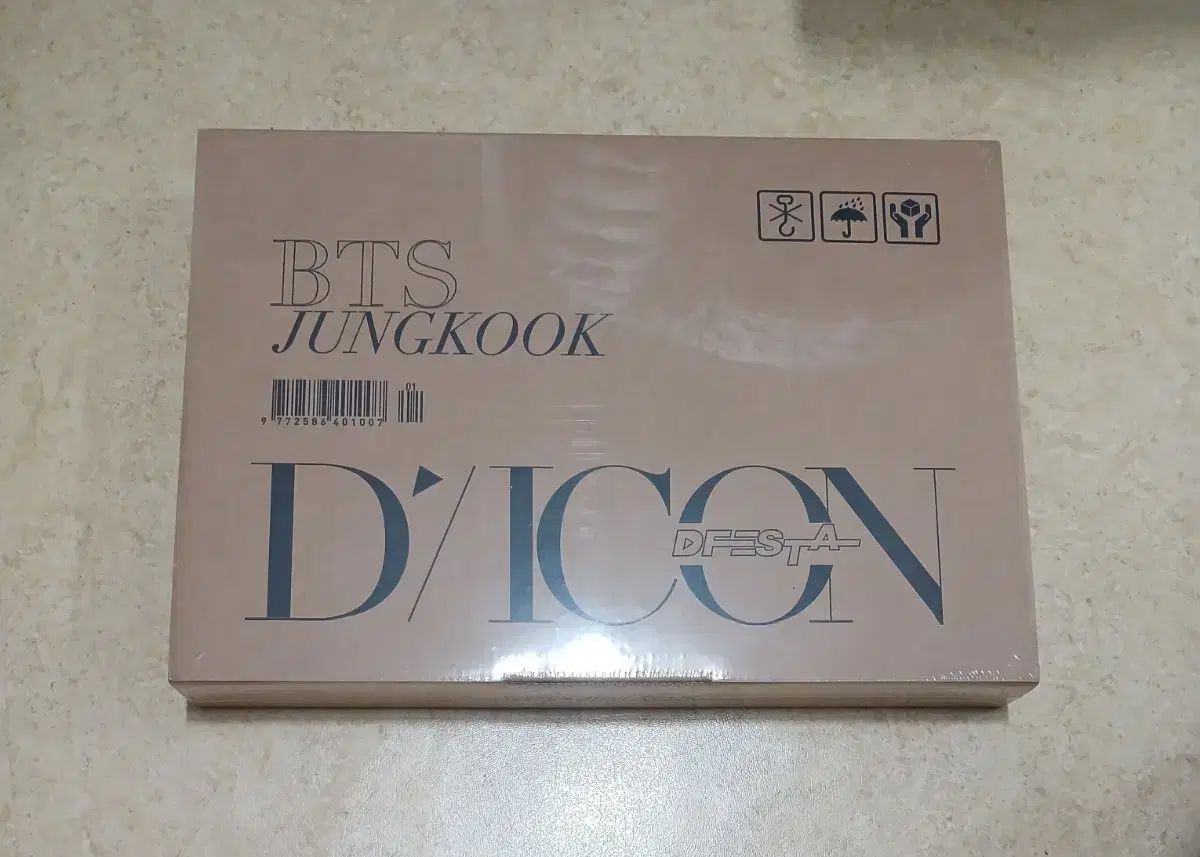 BTS
JUNGKOOK
01
9 772586 401007
D'/ICON
DFESTA